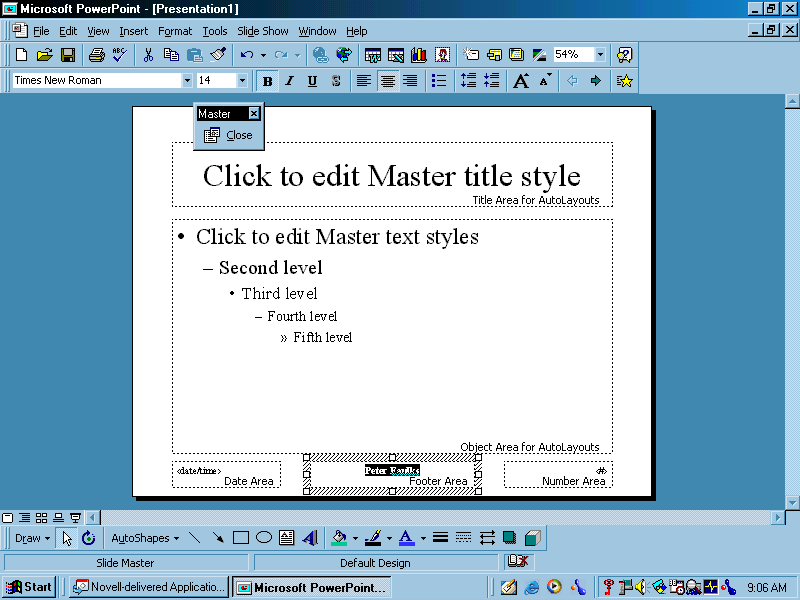 Microsoft PowerPoint - [Presentation1]
File Edit View Insert Format Tools Slide Show Window Help
54%
Times New Roman 14 B I U S
Master
Close
Click to edit Master title style
Title Area for AutoLayouts
• Click to edit Master text styles
– Second level
• Third level
– Fourth level
» Fifth level
Object Area for AutoLayouts
<date/time>
Date Area
Peter Faulks
Footer Area
<#>
Number Area
Draw AutoShapes
Slide Master Default Design
Start Novell-delivered Applicatio... Microsoft PowerPoint... 9:06 AM